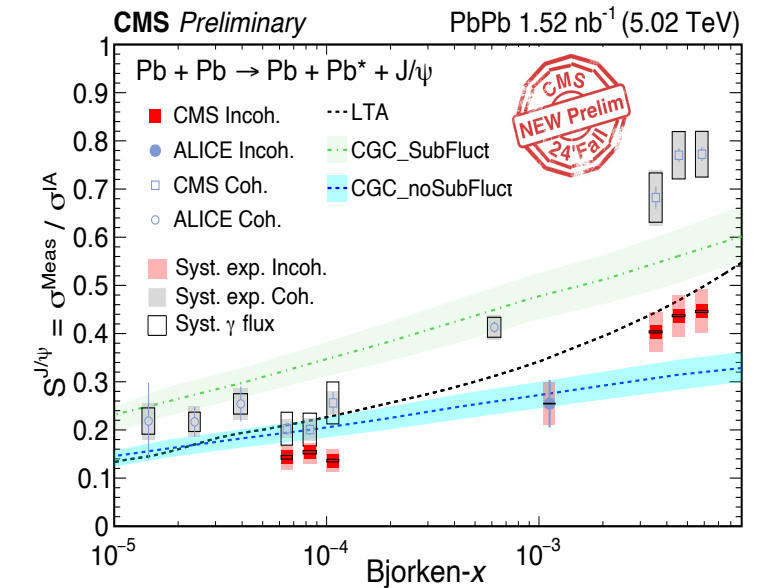 CMS Preliminary PbPb 1.52 nb⁻¹ (5.02 TeV)
Pb + Pb → Pb + Pb* + J/ψ
CMS Incoh.
ALICE Incoh.
CMS Coh.
ALICE Coh.
LTA
CGC_SubFluct
CGC_noSubFluct
Syst. exp. Incoh.
Syst. exp. Coh.
Syst. γ flux
CMS
NEW Prelim
24'Fall
S^{J/ψ} = σ^{Meas} / σ^{IA}
1
0.9
0.8
0.7
0.6
0.5
0.4
0.3
0.2
0.1
0
10⁻⁵ 10⁻⁴ 10⁻³
Bjorken-x